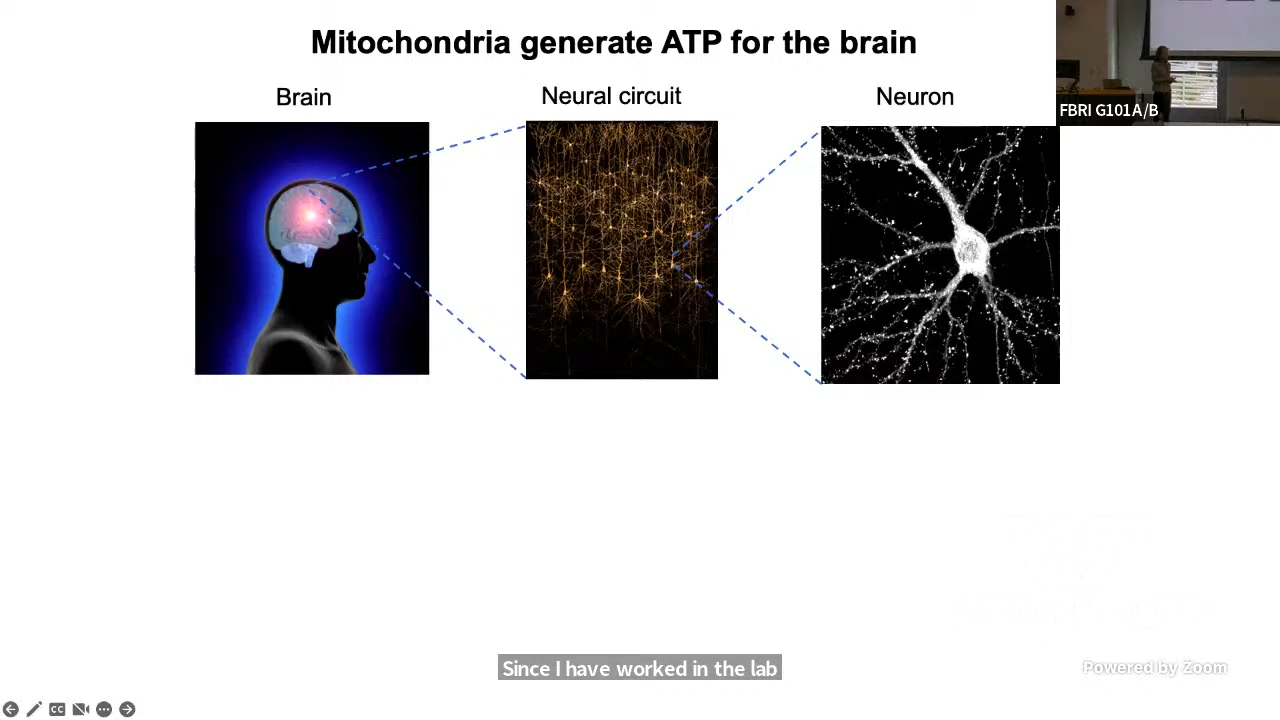 Mitochondria generate ATP for the brain
Brain
Neural circuit
Neuron
FBRI G101A/B
Since I have worked in the lab
Powered by Zoom
CC